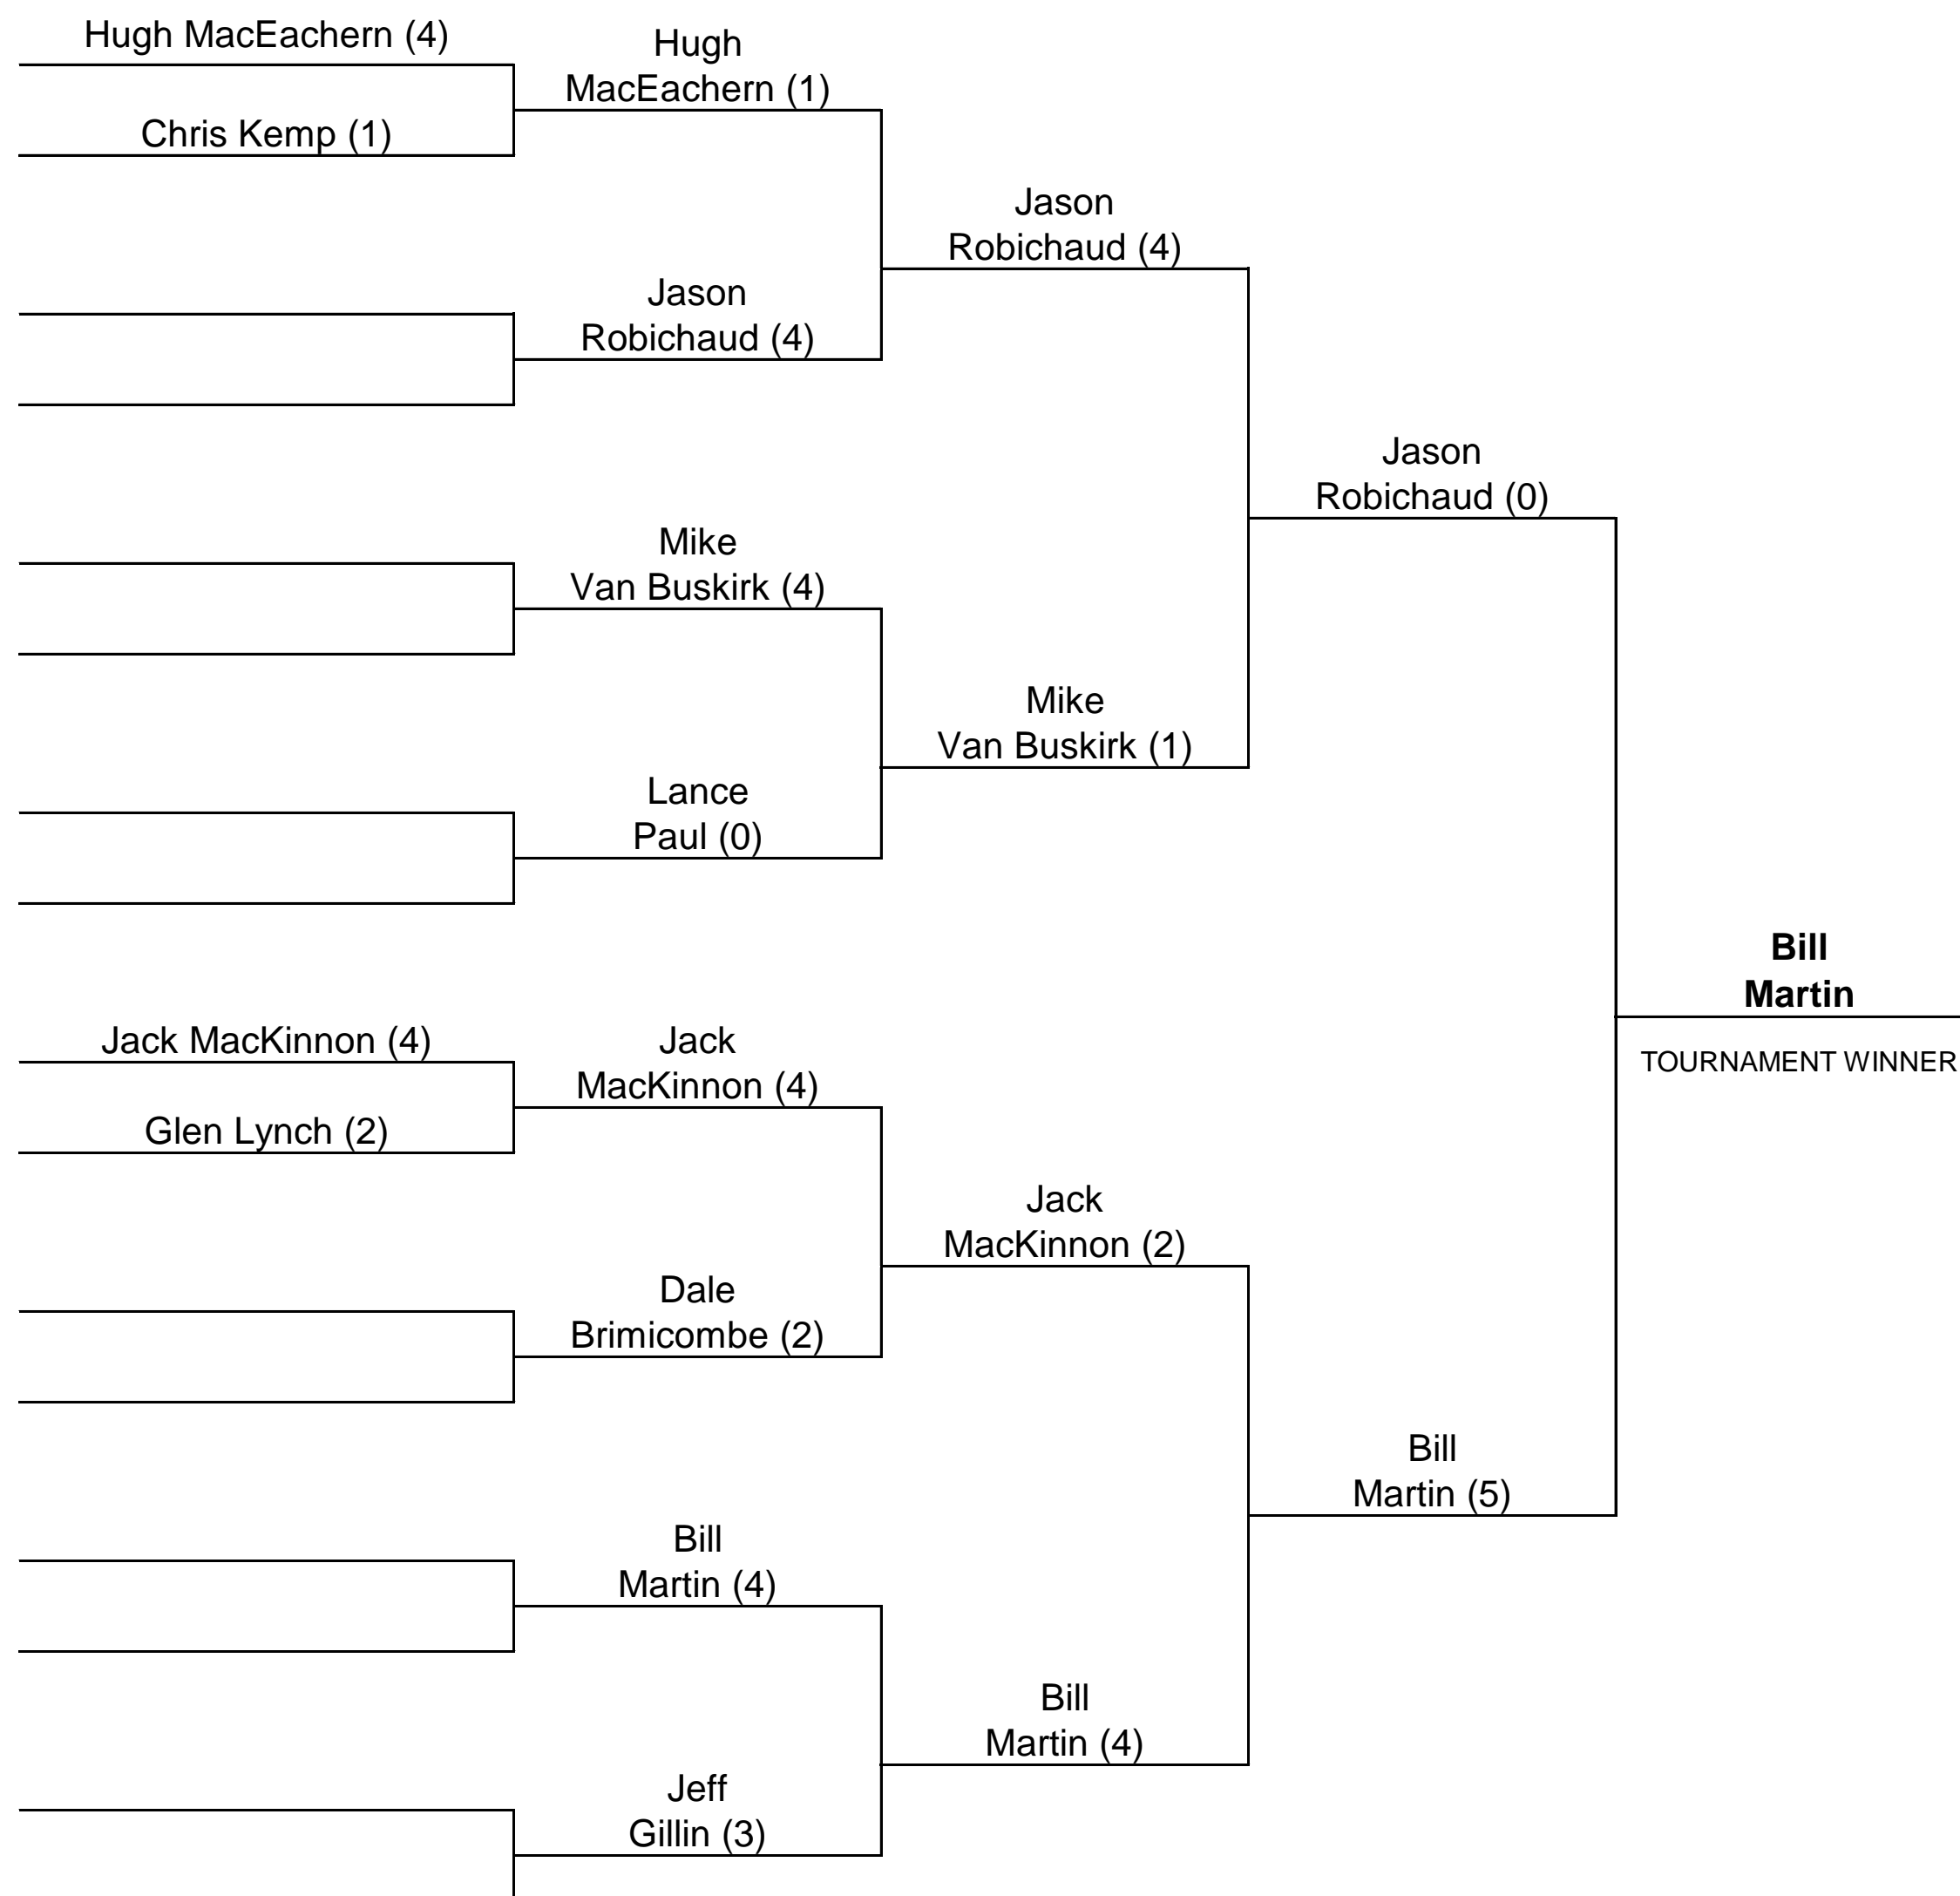 Hugh MacEachern (4)
Hugh
MacEachern (1)
Chris Kemp (1)
Jason
Robichaud (4)
Jason
Robichaud (4)
Jason
Robichaud (0)
Mike
Van Buskirk (4)
Mike
Van Buskirk (1)
Lance
Paul (0)
Bill
Martin
TOURNAMENT WINNER
Jack MacKinnon (4)
Jack
MacKinnon (4)
Glen Lynch (2)
Jack
MacKinnon (2)
Dale
Brimicombe (2)
Bill
Martin (5)
Bill
Martin (4)
Bill
Martin (4)
Jeff
Gillin (3)